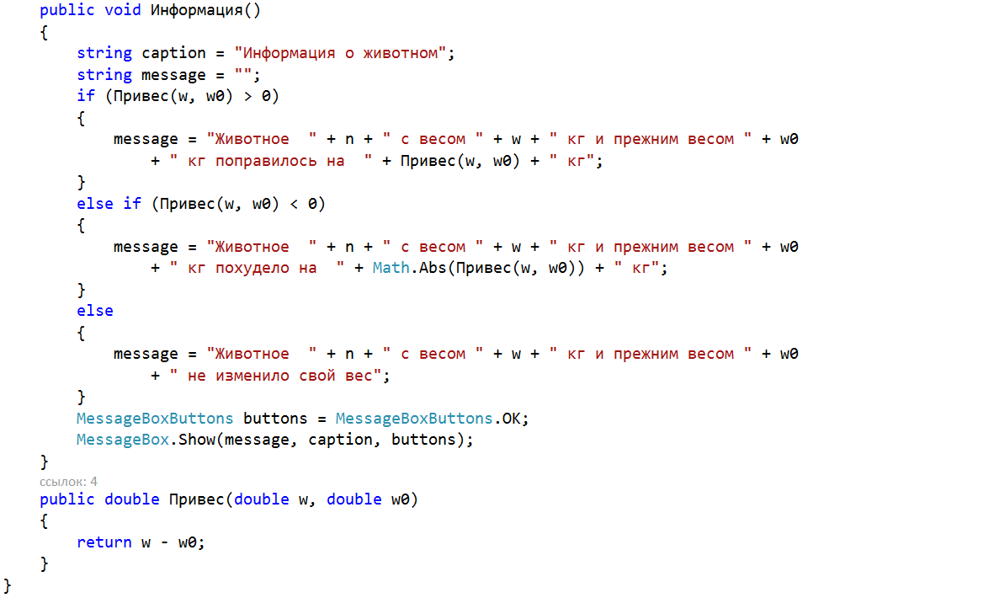 public void Информация()
{
string caption = "Информация о животном";
string message = "";
if (Привес(w, w0) > 0)
{
message = "Животное  " + n + " с весом " + w + " кг и прежним весом " + w0
+ " кг поправилось на  " + Привес(w, w0) + " кг";
}
else if (Привес(w, w0) < 0)
{
message = "Животное  " + n + " с весом " + w + " кг и прежним весом " + w0
+ " кг похудело на  " + Math.Abs(Привес(w, w0)) + " кг";
}
else
{
message = "Животное  " + n + " с весом " + w + " кг и прежним весом " + w0
+ " не изменило свой вес";
}
MessageBoxButtons buttons = MessageBoxButtons.OK;
MessageBox.Show(message, caption, buttons);
}
ссылок: 4
public double Привес(double w, double w0)
{
return w - w0;
}
}